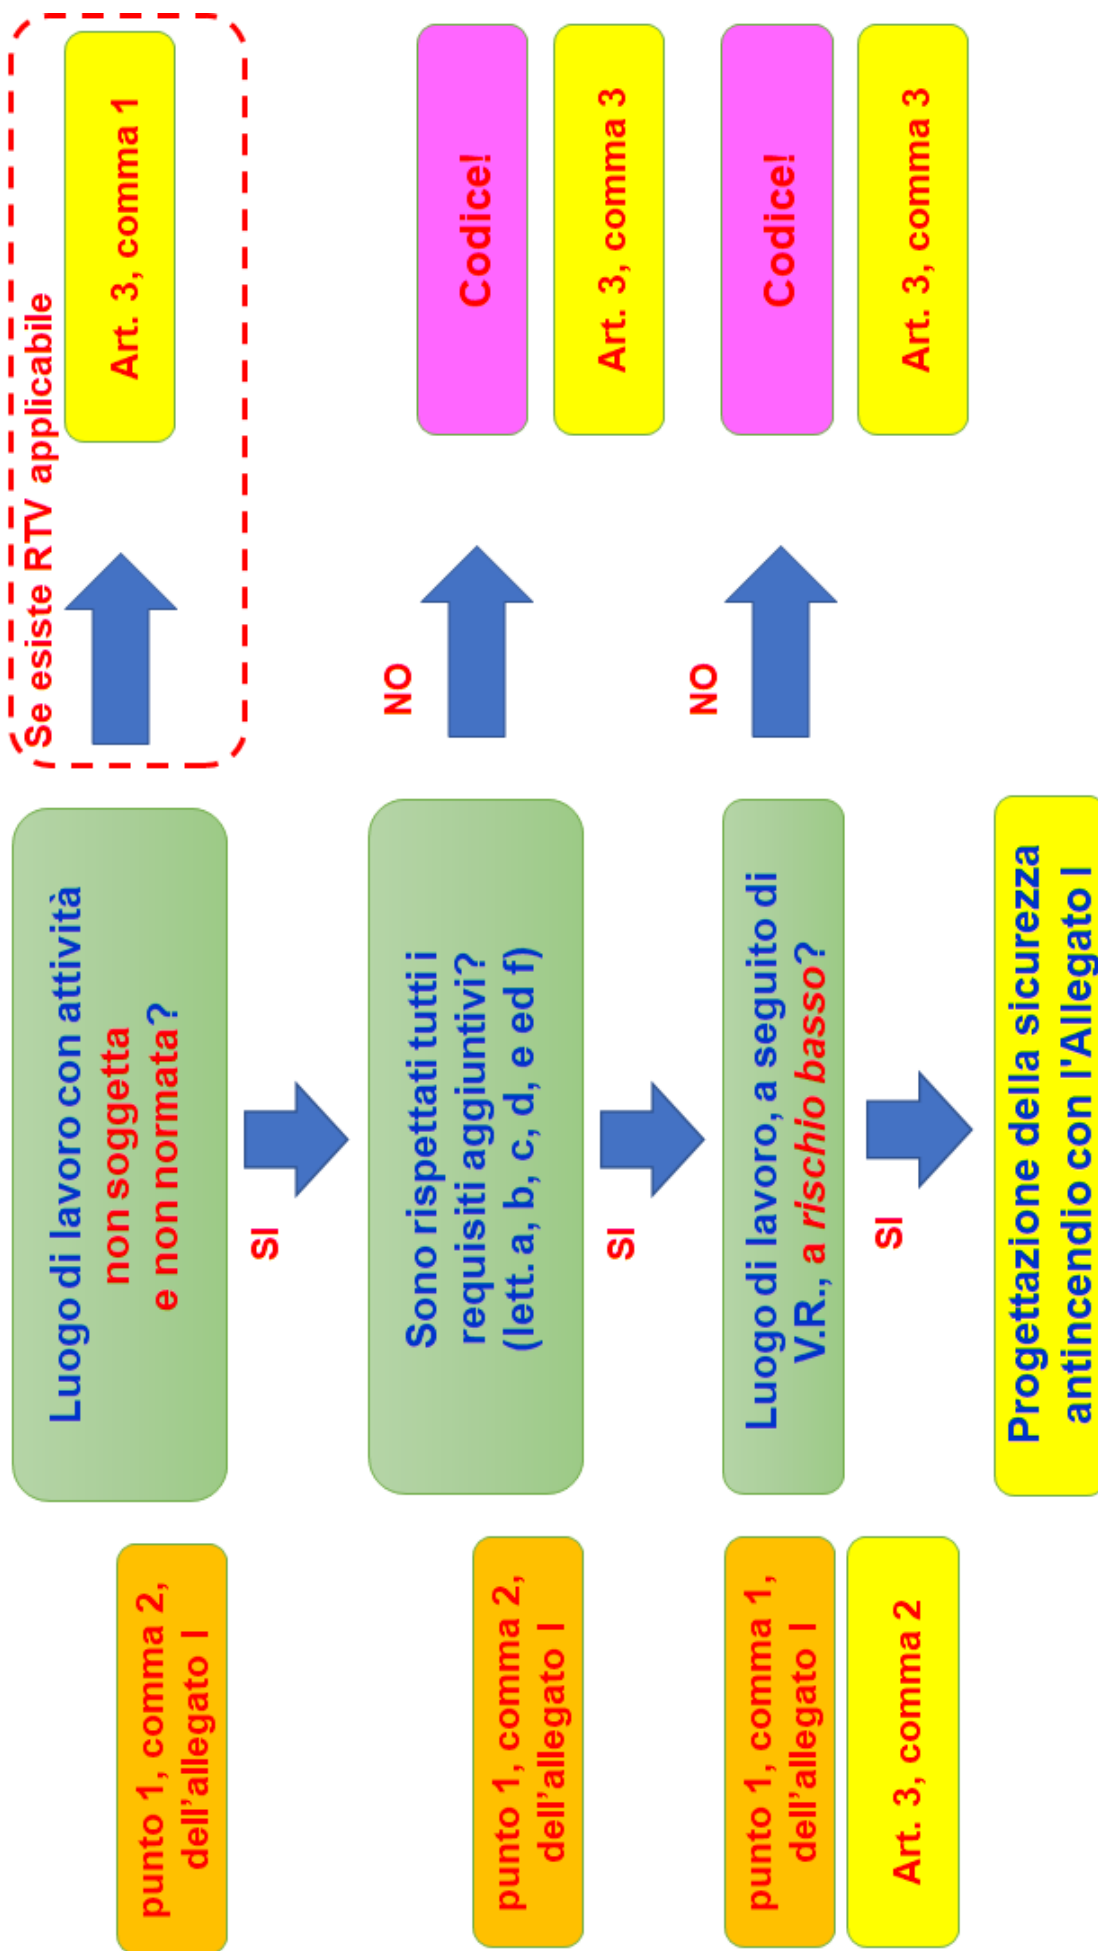 punto 1, comma 2,
dell'allegato I
Luogo di lavoro con attività
non soggetta
e non normata?
Se esiste RTV applicabile
Art. 3, comma 1
SI
punto 1, comma 2,
dell'allegato I
Sono rispettati tutti i
requisiti aggiuntivi?
(lett. a, b, c, d, e ed f)
NO
Codice!
Art. 3, comma 3
SI
punto 1, comma 1,
dell'allegato I
Art. 3, comma 2
Luogo di lavoro, a seguito di
V.R., a rischio basso?
NO
Codice!
Art. 3, comma 3
SI
Progettazione della sicurezza
antincendio con l'Allegato I